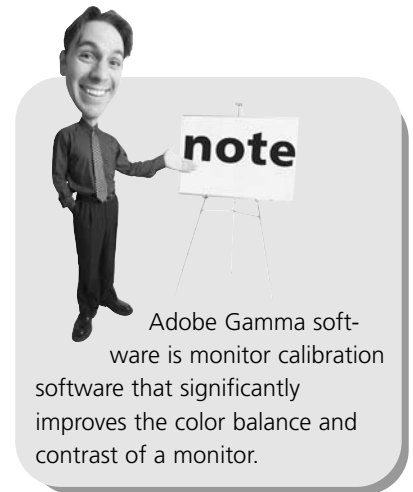 note
Adobe Gamma soft-
ware is monitor calibration
software that significantly
improves the color balance and
contrast of a monitor.